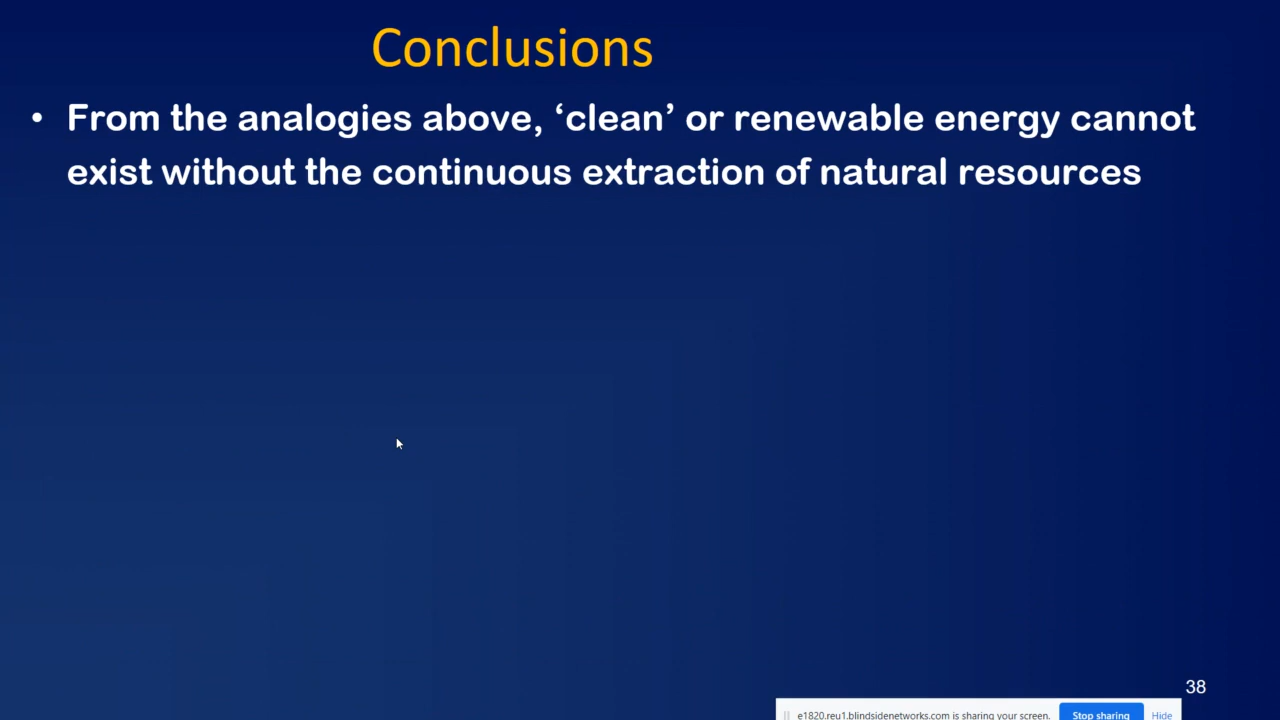 Conclusions
• From the analogies above, ‘clean’ or renewable energy cannot
exist without the continuous extraction of natural resources
38
e1820.reu1.blindsidenetworks.com is sharing your screen. Stop sharing Hide